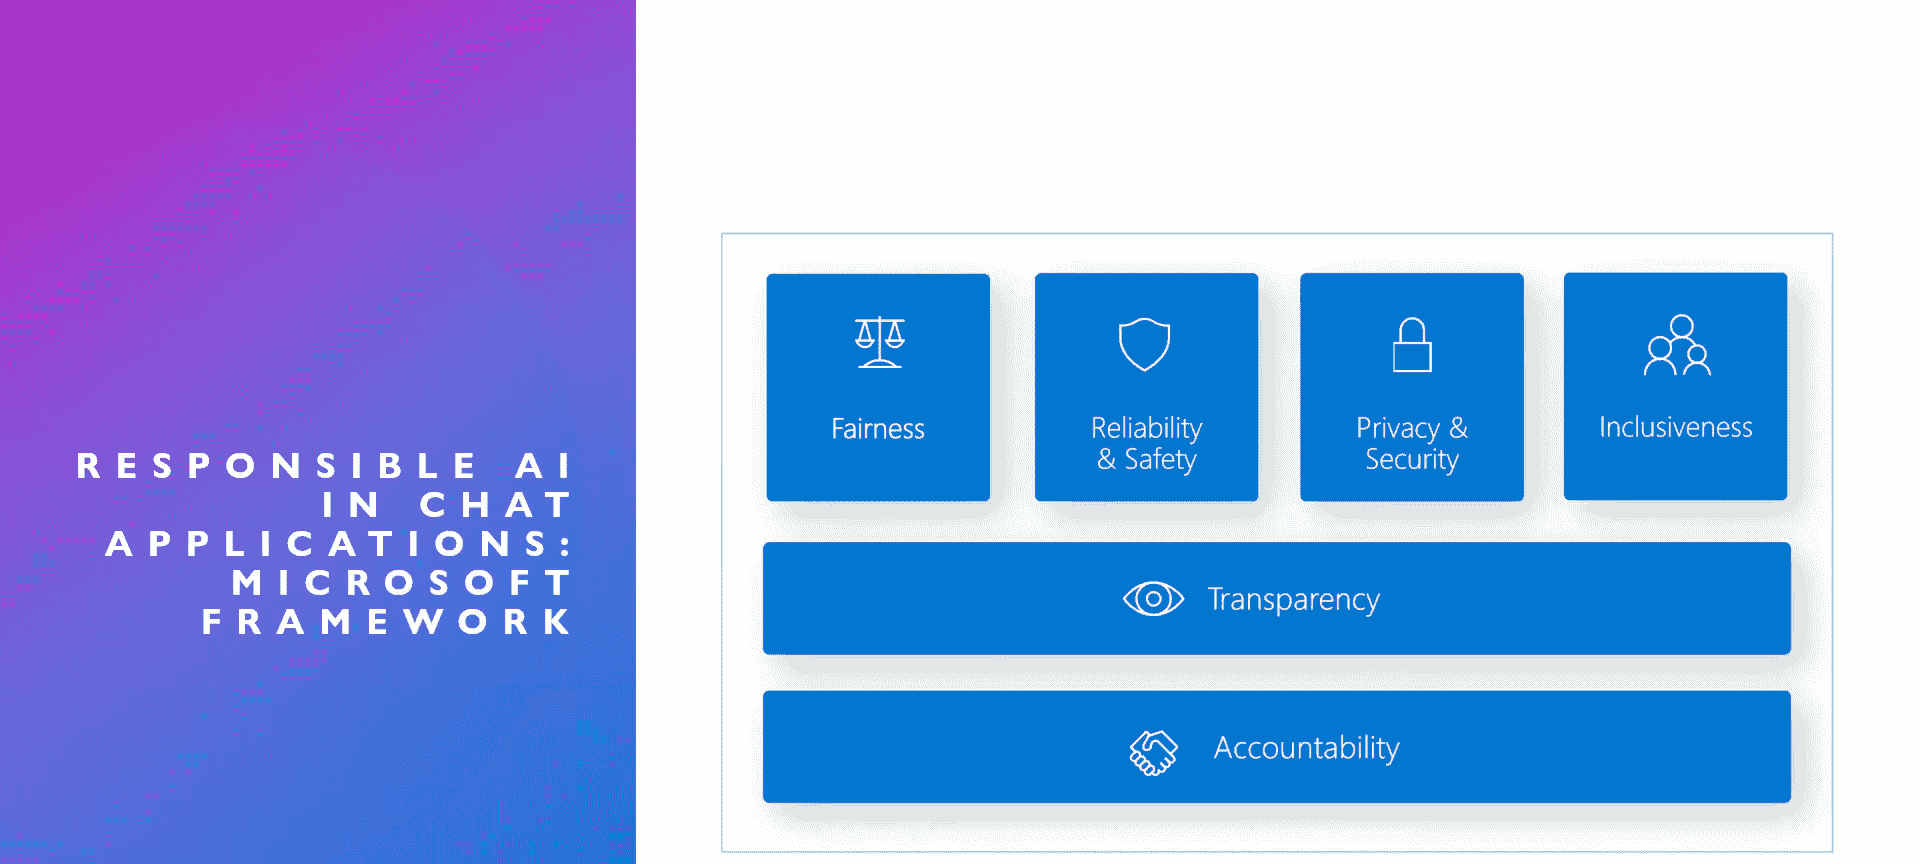 RESPONSIBLE AI
IN CHAT
APPLICATIONS:
MICROSOFT
FRAMEWORK
Fairness
Reliability
& Safety
Privacy &
Security
Inclusiveness
Transparency
Accountability